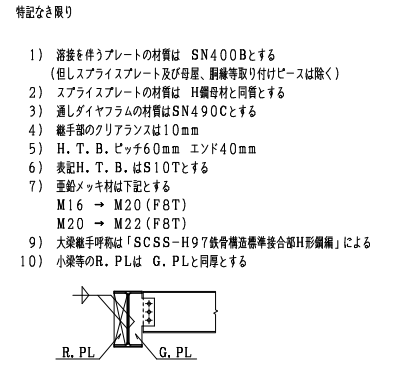 特記なき限り
1) 溶接を伴うプレートの材質は SN400Bとする
(但しスプライスプレート及び母屋、胴縁等取り付けピースは除く)
2) スプライスプレートの材質は H鋼母材と同質とする
3) 通しダイヤフラムの材質はSN490Cとする
4) 継手部のクリアランスは10mm
5) H.T.B.ピッチ60mm エンド40mm
6) 表記H.T.B.はS10Tとする
7) 亜鉛メッキ材は下記とする
M16 → M20(F8T)
M20 → M22(F8T)
9) 大梁継手呼称は「SCSS-H97鉄骨構造標準接合部H形鋼編」による
10) 小梁等のR.PLは G.PLと同厚とする
R.PL
G.PL